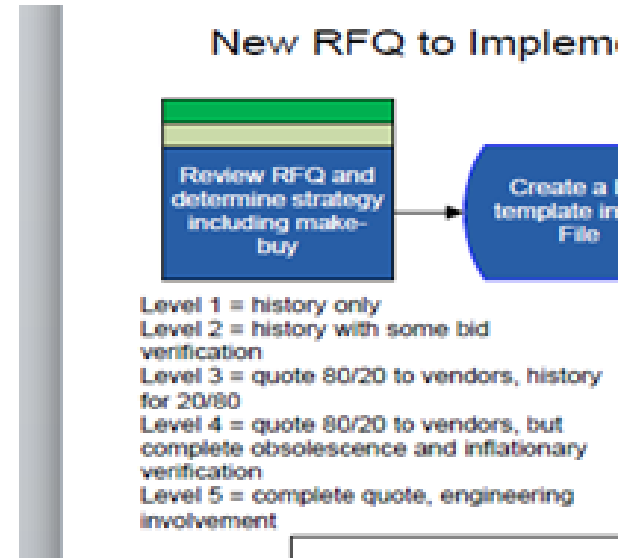 New RFQ to
Review RFQ and
determine strategy
including make-
buy
Create a
template
File
Level 1 = history only
Level 2 = history with some bid
verification
Level 3 = quote 80/20 to vendors, history
for 20/80
Level 4 = quote 80/20 to vendors, but
complete obsolescence and inflationary
verification
Level 5 = complete quote, engineering
involvement